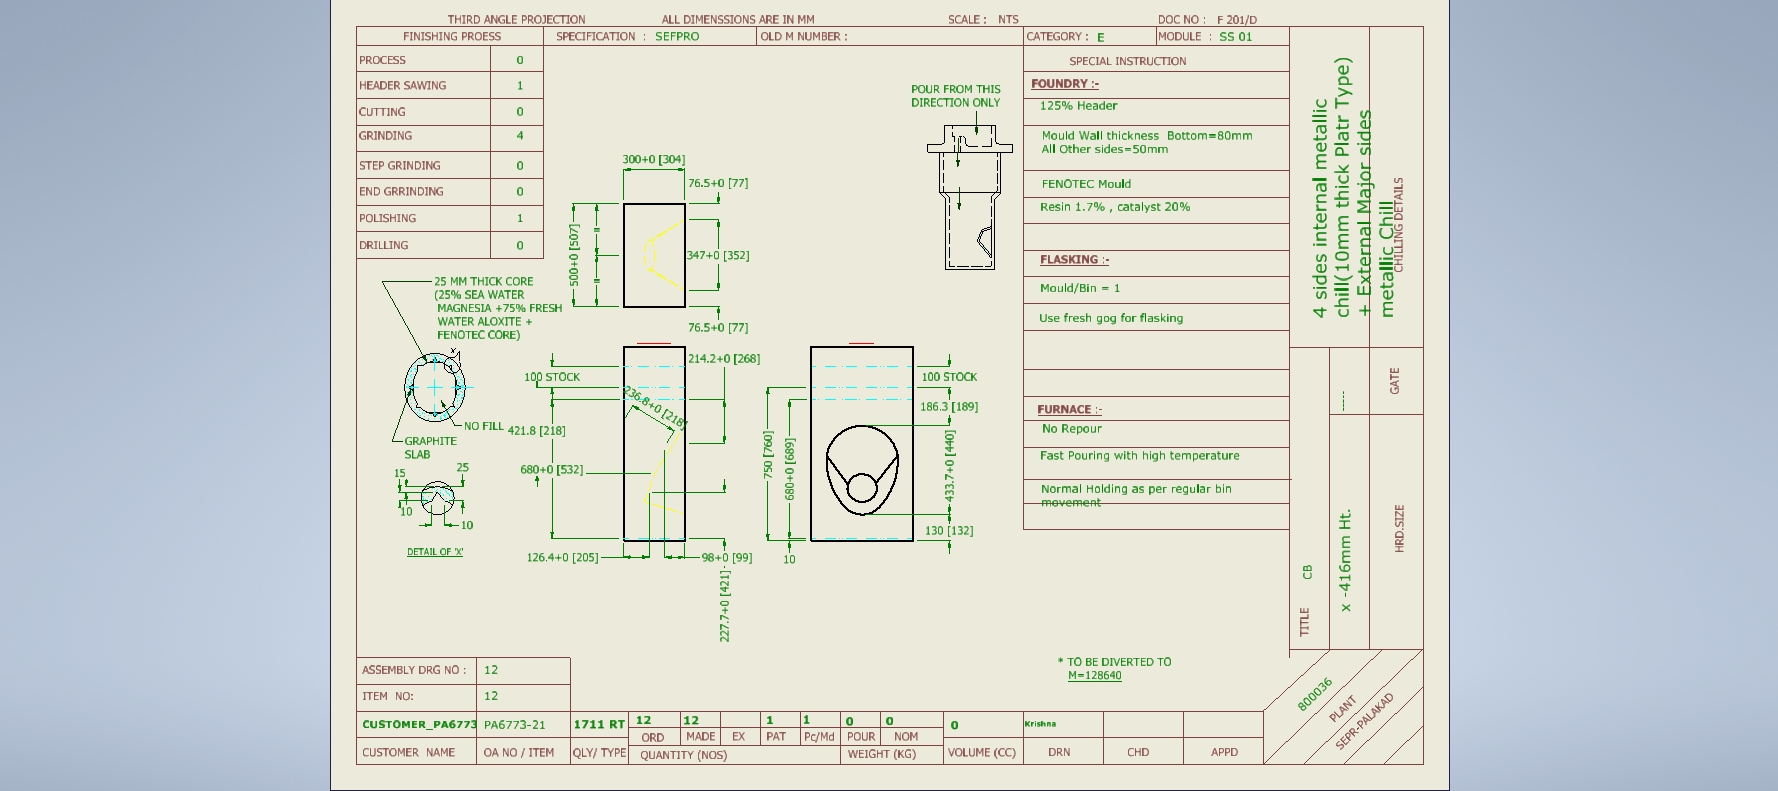 THIRD ANGLE PROJECTION ALL DIMENSSIONS ARE IN MM SCALE : NTS DOC NO : F 201/D
FINISHING PROESS SPECIFICATION : SEFPRO OLD M NUMBER : CATEGORY : E MODULE : SS 01
PROCESS 0
HEADER SAWING 1
CUTTING 0
GRINDING 4
STEP GRINDING 0
END GRRINDING 0
POLISHING 1
DRILLING 0
SPECIAL INSTRUCTION
FOUNDRY :-
125% Header
Mould Wall thickness Bottom=80mm
All Other sides=50mm
FENOTEC Mould
Resin 1.7% , catalyst 20%
FLASKING :-
Mould/Bin = 1
Use fresh gog for flasking
FURNACE :-
No Repour
Fast Pouring with high temperature
Normal Holding as per regular bin
movement
4 sides internal metallic
chill(10mm thick Platr Type)
+ External Major sides
metallic Chill
CHILLING DETAILS
GATE
------
HRD.SIZE
x -416mm Ht.
TITLE CB
POUR FROM THIS
DIRECTION ONLY
300+0 [304]
76.5+0 [77]
500+0 [507]
=
=
347+0 [352]
76.5+0 [77]
25 MM THICK CORE
(25% SEA WATER
MAGNESIA +75% FRESH
WATER ALOXITE +
FENOTEC CORE)
x
NO FILL
GRAPHITE
SLAB
15
25
10
10
DETAIL OF 'X'
214.2+0 [268]
100 STOCK
236.8+0 [218]
421.8 [218]
680+0 [532]
126.4+0 [205]
98+0 [99]
227.7+0 [421]
100 STOCK
186.3 [189]
750 [760]
680+0 [689]
433.7+0 [440]
130 [132]
10
* TO BE DIVERTED TO
M=128640
ASSEMBLY DRG NO : 12
ITEM NO: 12
CUSTOMER_PA6773 PA6773-21 1711 RT 12 12 1 1 0 0 0 Krishna
ORD MADE EX PAT Pc/Md POUR NOM
CUSTOMER NAME OA NO / ITEM QLY/ TYPE QUANTITY (NOS) WEIGHT (KG) VOLUME (CC) DRN CHD APPD
800036
PLANT
SEPR-PALAKAD